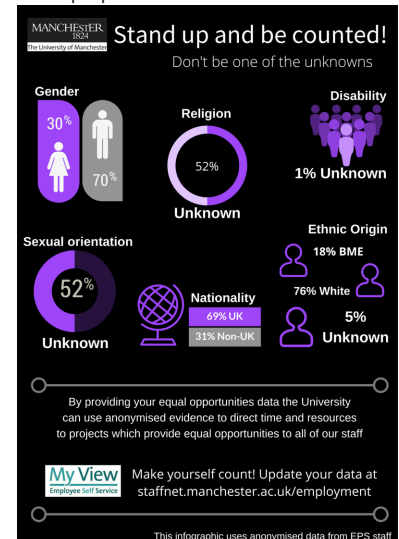 MANCHESTER
1824
The University of Manchester
Stand up and be counted!
Don't be one of the unknowns
Gender
30%
70%
Religion
52%
Unknown
Disability
1% Unknown
Sexual orientation
52%
Unknown
Nationality
69% UK
31% Non-UK
Ethnic Origin
18% BME
76% White
5%
Unknown
By providing your equal opportunities data the University
can use anonymised evidence to direct time and resources
to projects which provide equal opportunities to all of our staff
My View
Employee Self Service
Make yourself count! Update your data at
staffnet.manchester.ac.uk/employment
This infographic uses anonymised data from EPS staff